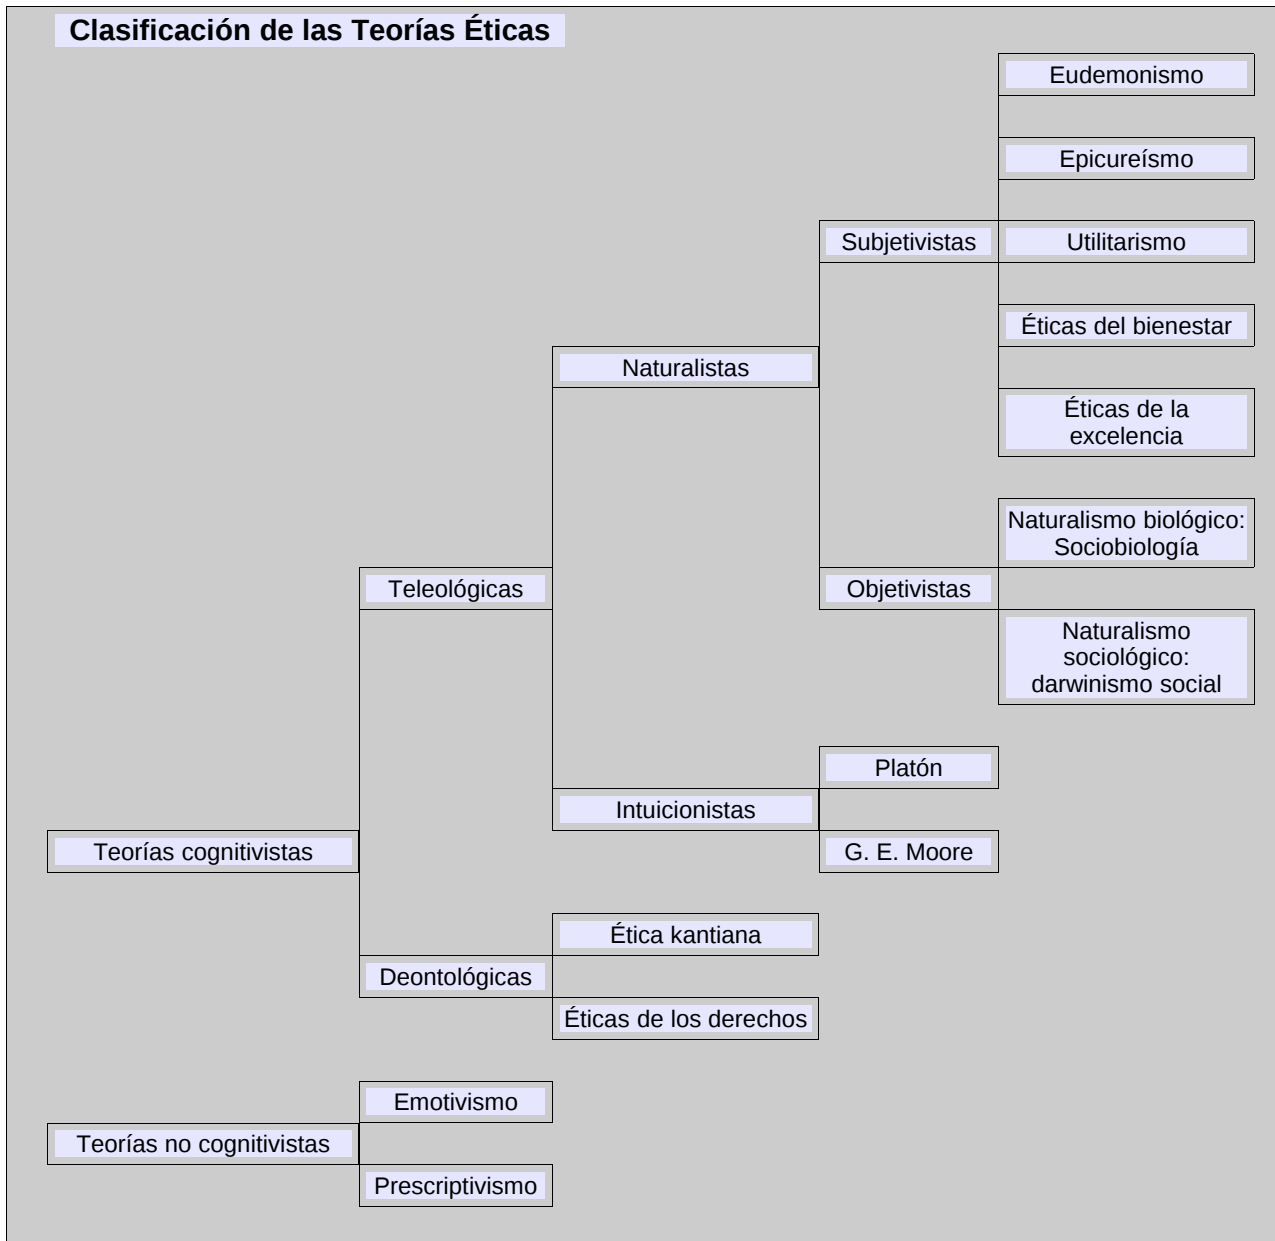 Clasificación de las Teorías Éticas
Eudemonismo
Epicureísmo
Subjetivistas
Utilitarismo
Éticas del bienestar
Naturalistas
Éticas de la
excelencia
Naturalismo biológico:
Sociobiología
Teleológicas
Objetivistas
Naturalismo
sociológico:
darwinismo social
Platón
Intuicionistas
Teorías cognitivistas
G. E. Moore
Ética kantiana
Deontológicas
Éticas de los derechos
Emotivismo
Teorías no cognitivistas
Prescriptivismo